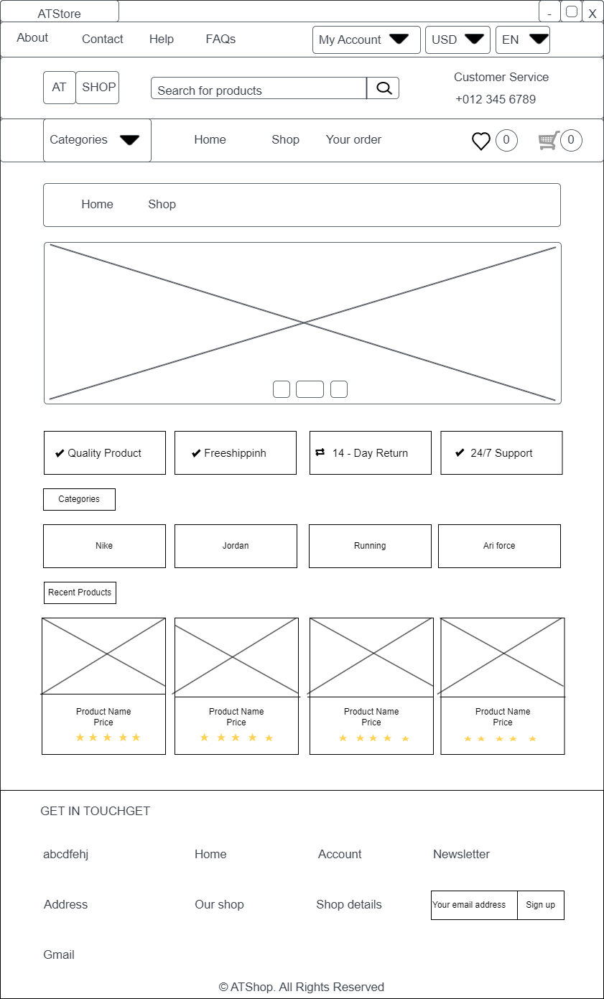 ATStore
- X
About Contact Help FAQs My Account USD EN
AT SHOP Search for products Customer Service
+012 345 6789
Categories Home Shop Your order 0 0
Home Shop
Quality Product Freeshippinh 14 - Day Return 24/7 Support
Categories
Nike Jordan Running Ari force
Recent Products
Product Name Product Name Product Name Product Name
Price Price Price Price
GET IN TOUCHGET
abcdfehj Home Account Newsletter
Address Our shop Shop details Your email address Sign up
Gmail
© ATShop. All Rights Reserved